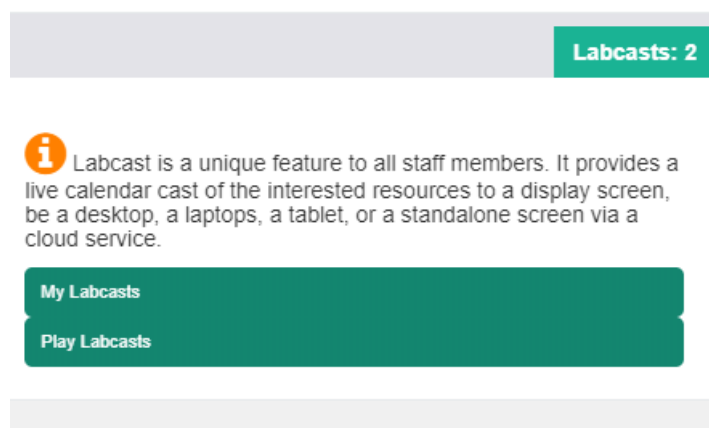 Labcasts: 2
Labcast is a unique feature to all staff members. It provides a
live calendar cast of the interested resources to a display screen,
be a desktop, a laptops, a tablet, or a standalone screen via a
cloud service.
My Labcasts
Play Labcasts